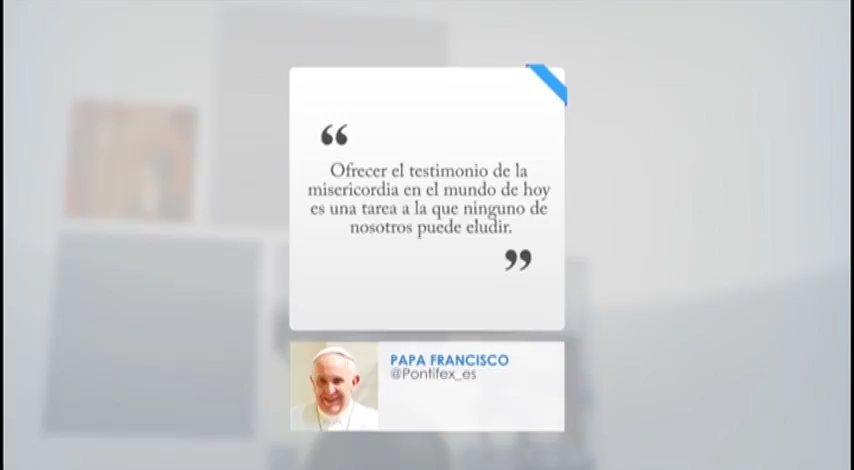 “
Ofrecer el testimonio de la
misericordia en el mundo de hoy
es una tarea a la que ninguno de
nosotros puede eludir.
”
PAPA FRANCISCO
@Pontifex_es